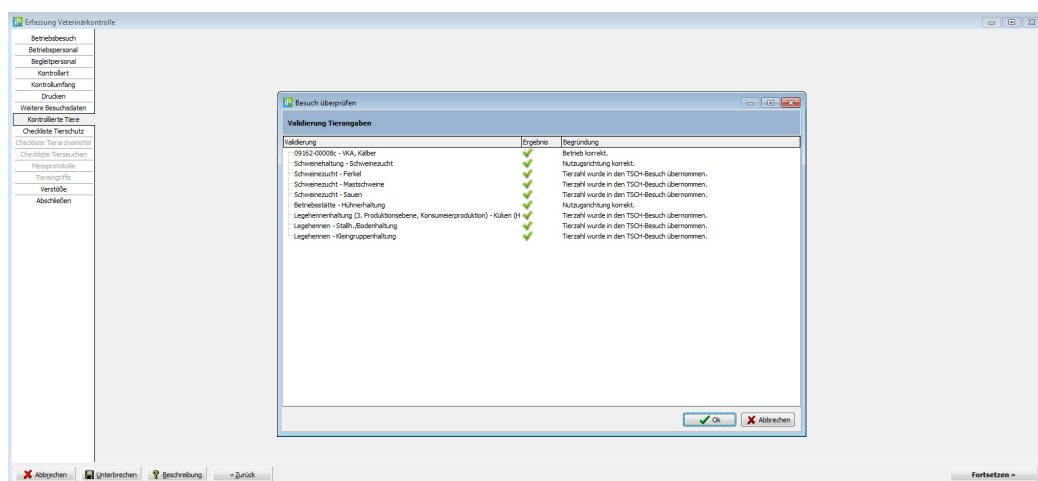 iP Erfassung Veterinärkontrolle
Betriebsbesuch
Betriebspersonal
Begleitpersonal
Kontrollart
Kontrollumfang
Drucken
Weitere Besuchsdaten
Kontrollierte Tiere
Checkliste Tierschutz
Checkliste Tierarzneimittel
Checkliste Tierseuchen
Messprotokolle
Tiereingriffe
Verstöße
Abschließen
iP Besuch überprüfen
Validierung Tierangaben
Validierung Ergebnis Begründung
09162-00008c - VKA, Kälber Betrieb korrekt.
Schweinehaltung - Schweinezucht Nutzugsrichtung korrekt.
Schweinezucht - Ferkel Tierzahl wurde in den TSCH-Besuch übernommen.
Schweinezucht - Mastschweine Tierzahl wurde in den TSCH-Besuch übernommen.
Schweinezucht - Sauen Tierzahl wurde in den TSCH-Besuch übernommen.
Betriebsstätte - Hühnerhaltung Nutzugsrichtung korrekt.
Legehennenhaltung (3. Produktionsebene, Konsumeierproduktion) - Küken (H Tierzahl wurde in den TSCH-Besuch übernommen.
Legehennen - Stallh./Bodenhaltung Tierzahl wurde in den TSCH-Besuch übernommen.
Legehennen - Kleingruppenhaltung Tierzahl wurde in den TSCH-Besuch übernommen.
Ok Abbrechen
Abbrechen Unterbrechen Beschreibung « Zurück Fortsetzen »